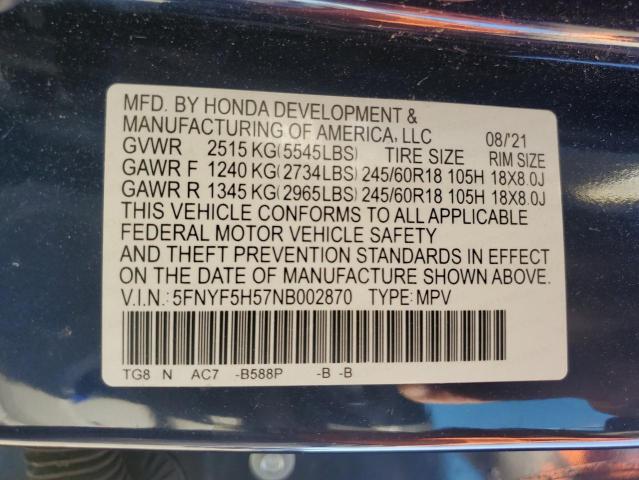 MFD. BY HONDA DEVELOPMENT &
MANUFACTURING OF AMERICA, LLC 08/'21
GVWR 2515 KG(5545LBS) TIRE SIZE RIM SIZE
GAWR F 1240 KG(2734LBS) 245/60R18 105H 18X8.0J
GAWR R 1345 KG(2965LBS) 245/60R18 105H 18X8.0J
THIS VEHICLE CONFORMS TO ALL APPLICABLE
FEDERAL MOTOR VEHICLE SAFETY
AND THEFT PREVENTION STANDARDS IN EFFECT
ON THE DATE OF MANUFACTURE SHOWN ABOVE.
V.I.N.:5FNYF5H57NB002870 TYPE:MPV
TG8 N AC7 -B588P -B -B